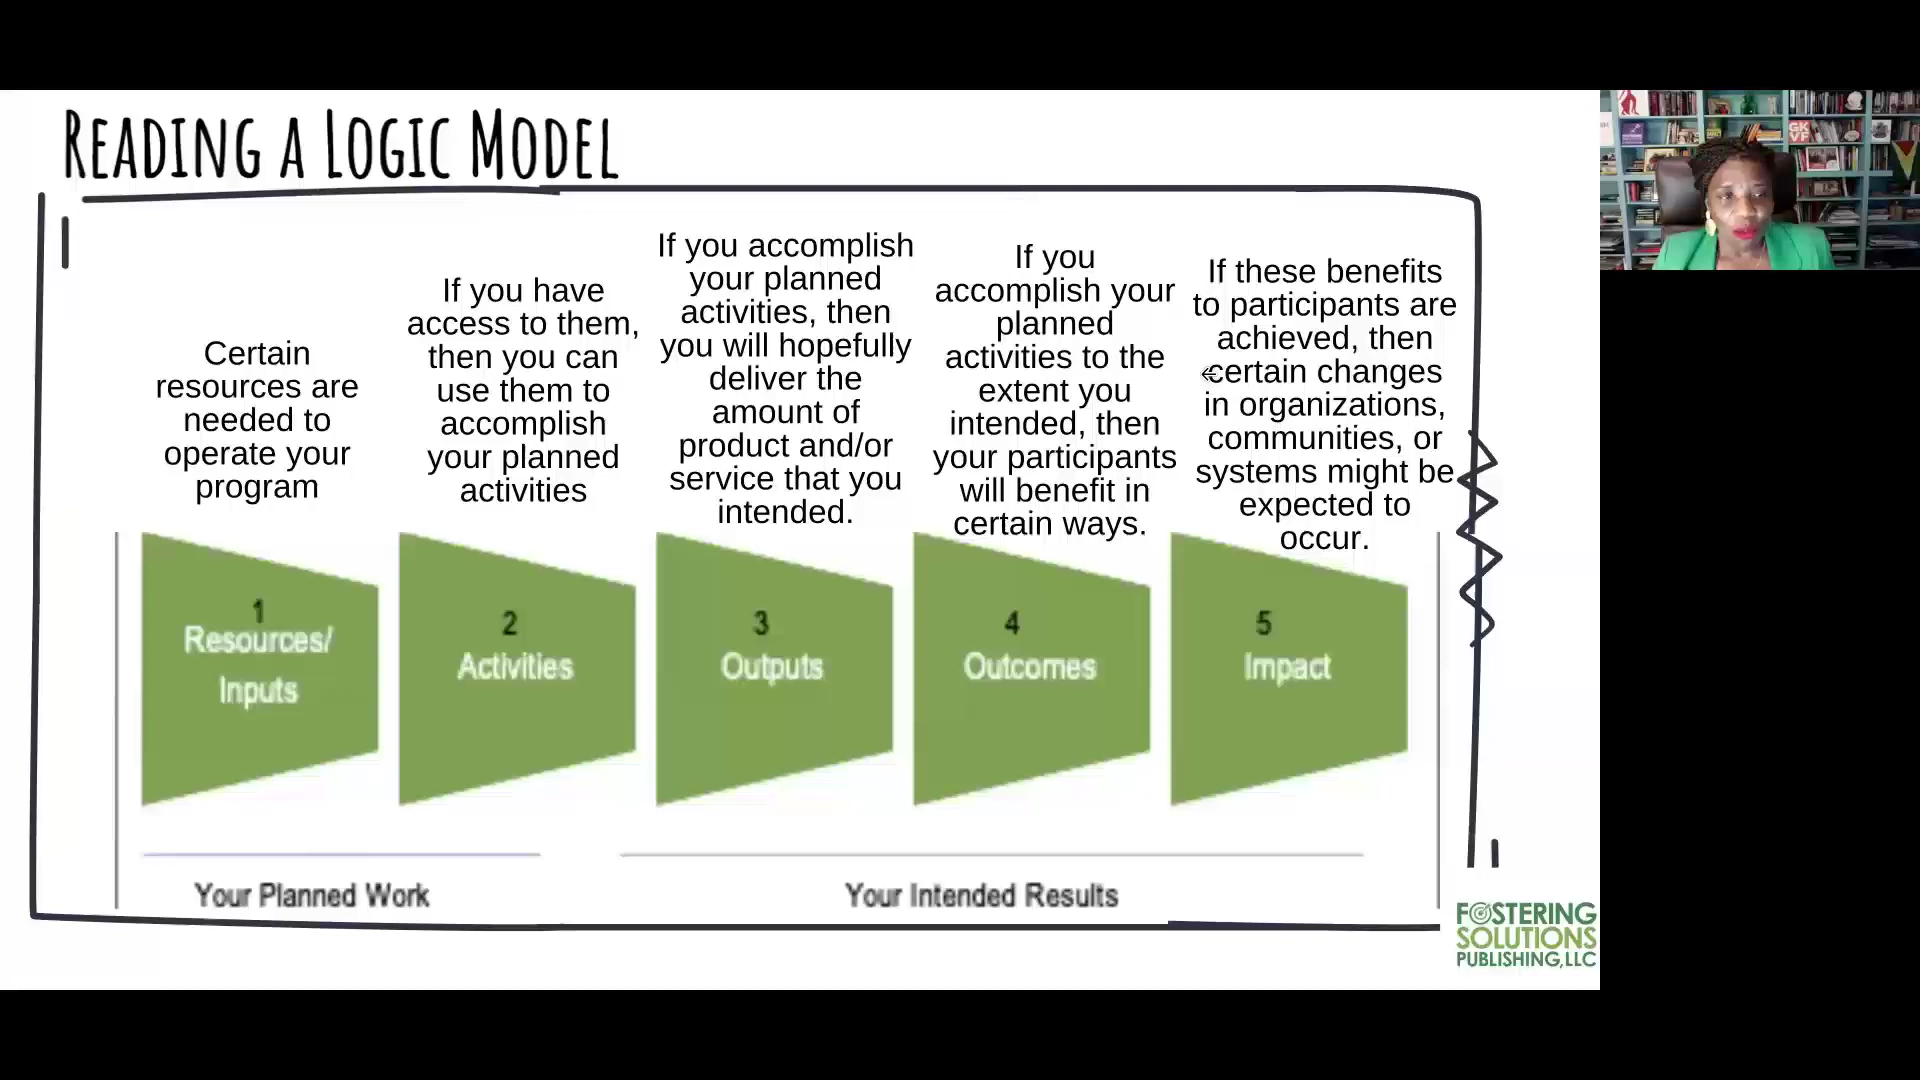 READING A LOGIC MODEL
Certain
resources are
needed to
operate your
program
If you have
access to them,
then you can
use them to
accomplish
your planned
activities
If you accomplish
your planned
activities, then
you will hopefully
deliver the
amount of
product and/or
service that you
intended.
If you
accomplish your
planned
activities to the
extent you
intended, then
your participants
will benefit in
certain ways.
If these benefits
to participants are
achieved, then
certain changes
in organizations,
communities, or
systems might be
expected to
occur.
1
Resources/
Inputs
2
Activities
3
Outputs
4
Outcomes
5
Impact
Your Planned Work
Your Intended Results
FOSTERING
SOLUTIONS
PUBLISHING,LLC
GK
VF